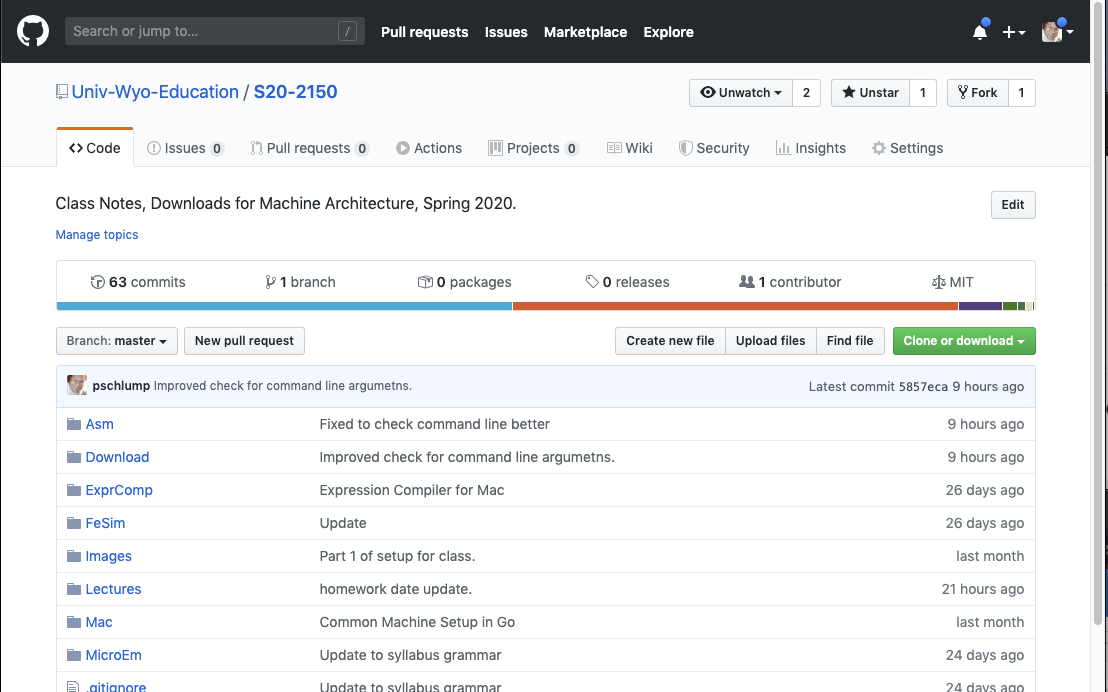 Search or jump to... / Pull requests Issues Marketplace Explore
Univ-Wyo-Education / S20-2150 Unwatch 2 Unstar 1 Fork 1
Code Issues 0 Pull requests 0 Actions Projects 0 Wiki Security Insights Settings
Class Notes, Downloads for Machine Architecture, Spring 2020. Edit
Manage topics
63 commits 1 branch 0 packages 0 releases 1 contributor MIT
Branch: master New pull request Create new file Upload files Find file Clone or download
pschlump Improved check for command line argumetns. Latest commit 5857eca 9 hours ago
Asm Fixed to check command line better 9 hours ago
Download Improved check for command line argumetns. 9 hours ago
ExprComp Expression Compiler for Mac 26 days ago
FeSim Update 26 days ago
Images Part 1 of setup for class. last month
Lectures homework date update. 21 hours ago
Mac Common Machine Setup in Go last month
MicroEm Update to syllabus grammar 24 days ago
.gitignore Update to syllabus grammar 24 days ago